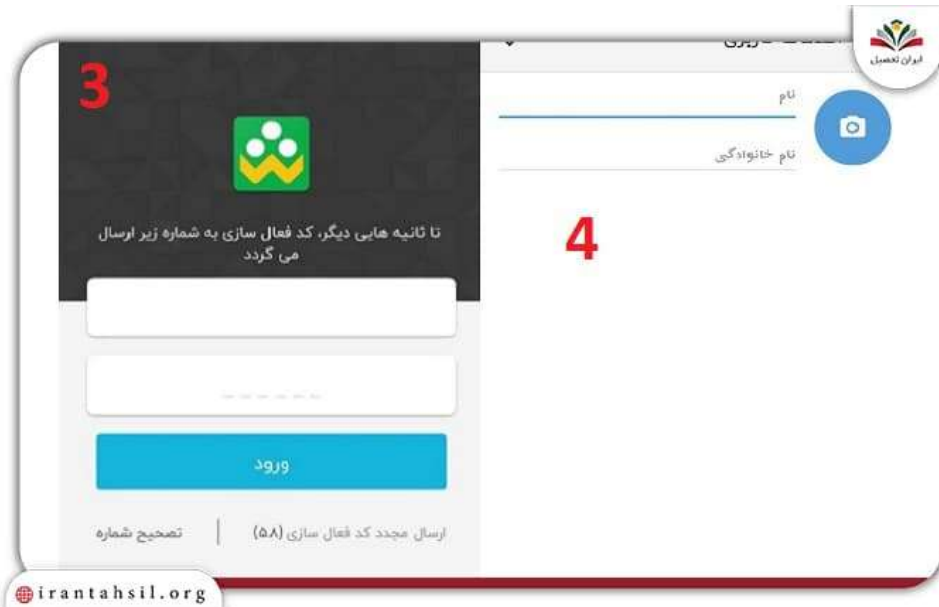 ایران تحصیل
3
تا ثانیه هایی دیگر، کد فعال سازی به شماره زیر ارسال
می گردد
ورود
ارسال مجدد کد فعال سازی (۵۸)
تصحیح شماره
نام
نام خانوادگی
4
irantahsil.org